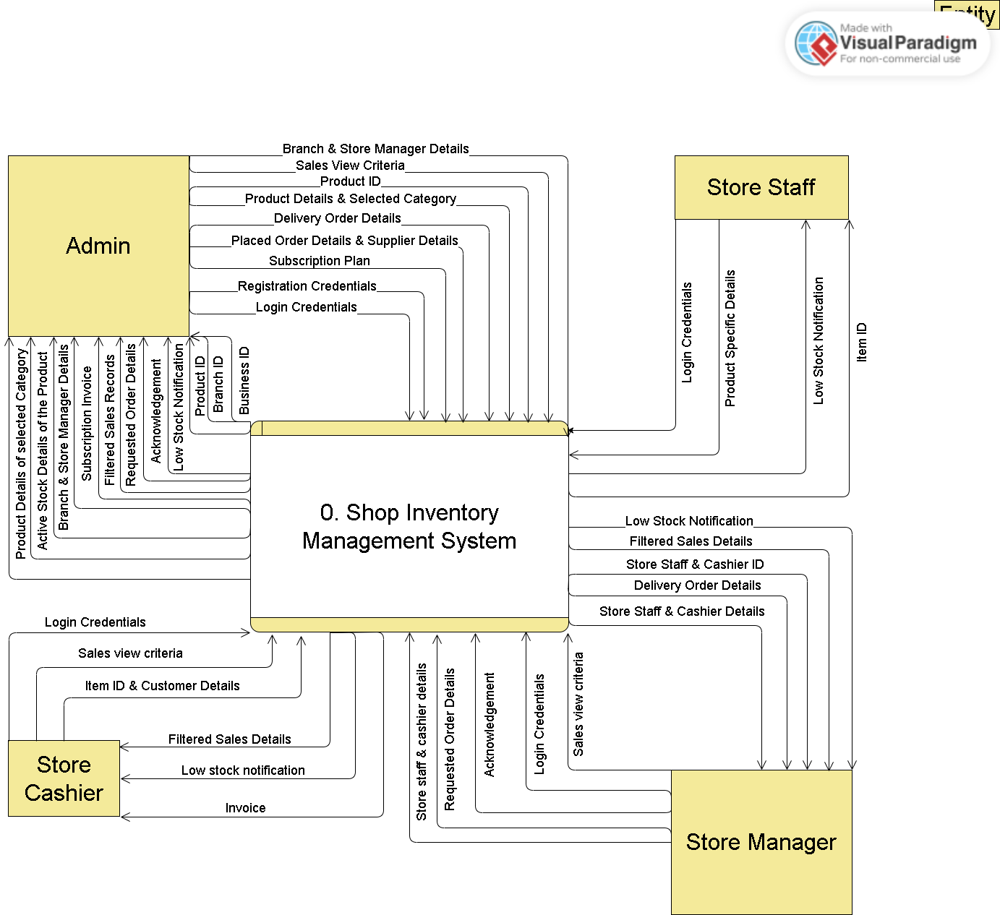 Entity
Made with
Visual Paradigm
For non-commercial use
Branch & Store Manager Details
Sales View Criteria
Product ID
Product Details & Selected Category
Delivery Order Details
Placed Order Details & Supplier Details
Subscription Plan
Registration Credentials
Login Credentials
Admin
Store Staff
Login Credentials
Product Specific Details
Low Stock Notification
Item ID
Product Details of selected Category
Active Stock Details of the Product
Branch & Store Manager Details
Subscription Invoice
Filtered Sales Records
Requested Order Details
Acknowledgement
Low Stock Notification
Product ID
Branch ID
Business ID
0. Shop Inventory
Management System
Low Stock Notification
Filtered Sales Details
Store Staff & Cashier ID
Delivery Order Details
Store Staff & Cashier Details
Login Credentials
Sales view criteria
Item ID & Customer Details
Filtered Sales Details
Low stock notification
Invoice
Store
Cashier
Store staff & cashier details
Requested Order Details
Acknowledgement
Login Credentials
Sales view criteria
Store Manager